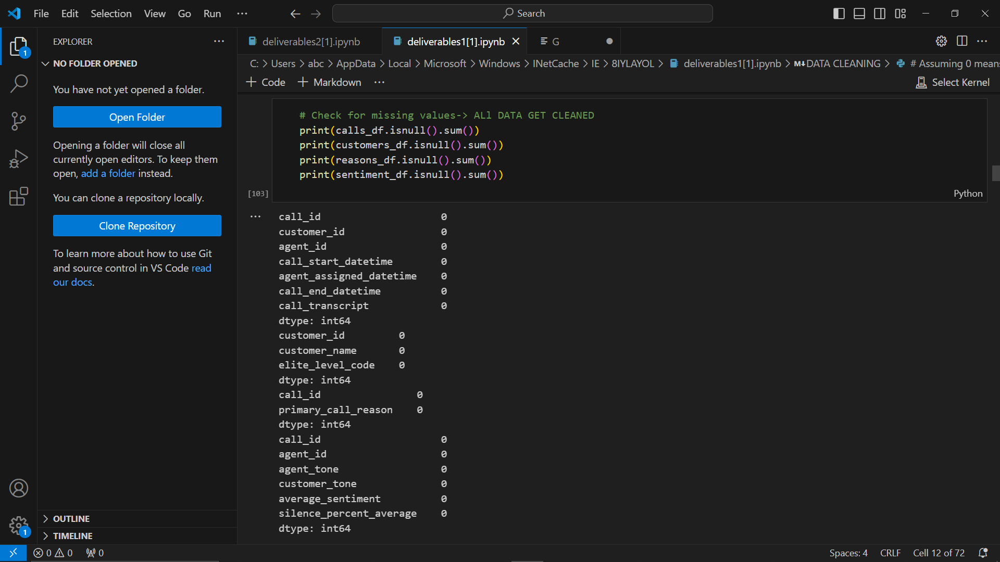 File Edit Selection View Go Run ···
Search
EXPLORER ···
NO FOLDER OPENED
You have not yet opened a folder.
Open Folder
Opening a folder will close all
currently open editors. To keep them
open, add a folder instead.
You can clone a repository locally.
Clone Repository
To learn more about how to use Git
and source control in VS Code read
our docs.
OUTLINE
TIMELINE
1
1
deliverables2[1].ipynb deliverables1[1].ipynb G
C: > Users > abc > AppData > Local > Microsoft > Windows > INetCache > IE > 8IYLAYOL > deliverables1[1].ipynb > M↓DATA CLEANING > # Assuming 0 means
+ Code + Markdown ··· Select Kernel
# Check for missing values-> ALl DATA GET CLEANED
print(calls_df.isnull().sum())
print(customers_df.isnull().sum())
print(reasons_df.isnull().sum())
print(sentiment_df.isnull().sum())
[103] Python
··· call_id 0
customer_id 0
agent_id 0
call_start_datetime 0
agent_assigned_datetime 0
call_end_datetime 0
call_transcript 0
dtype: int64
customer_id 0
customer_name 0
elite_level_code 0
dtype: int64
call_id 0
primary_call_reason 0
dtype: int64
call_id 0
agent_id 0
agent_tone 0
customer_tone 0
average_sentiment 0
silence_percent_average 0
dtype: int64
0 0 0 Spaces: 4 CRLF Cell 12 of 72